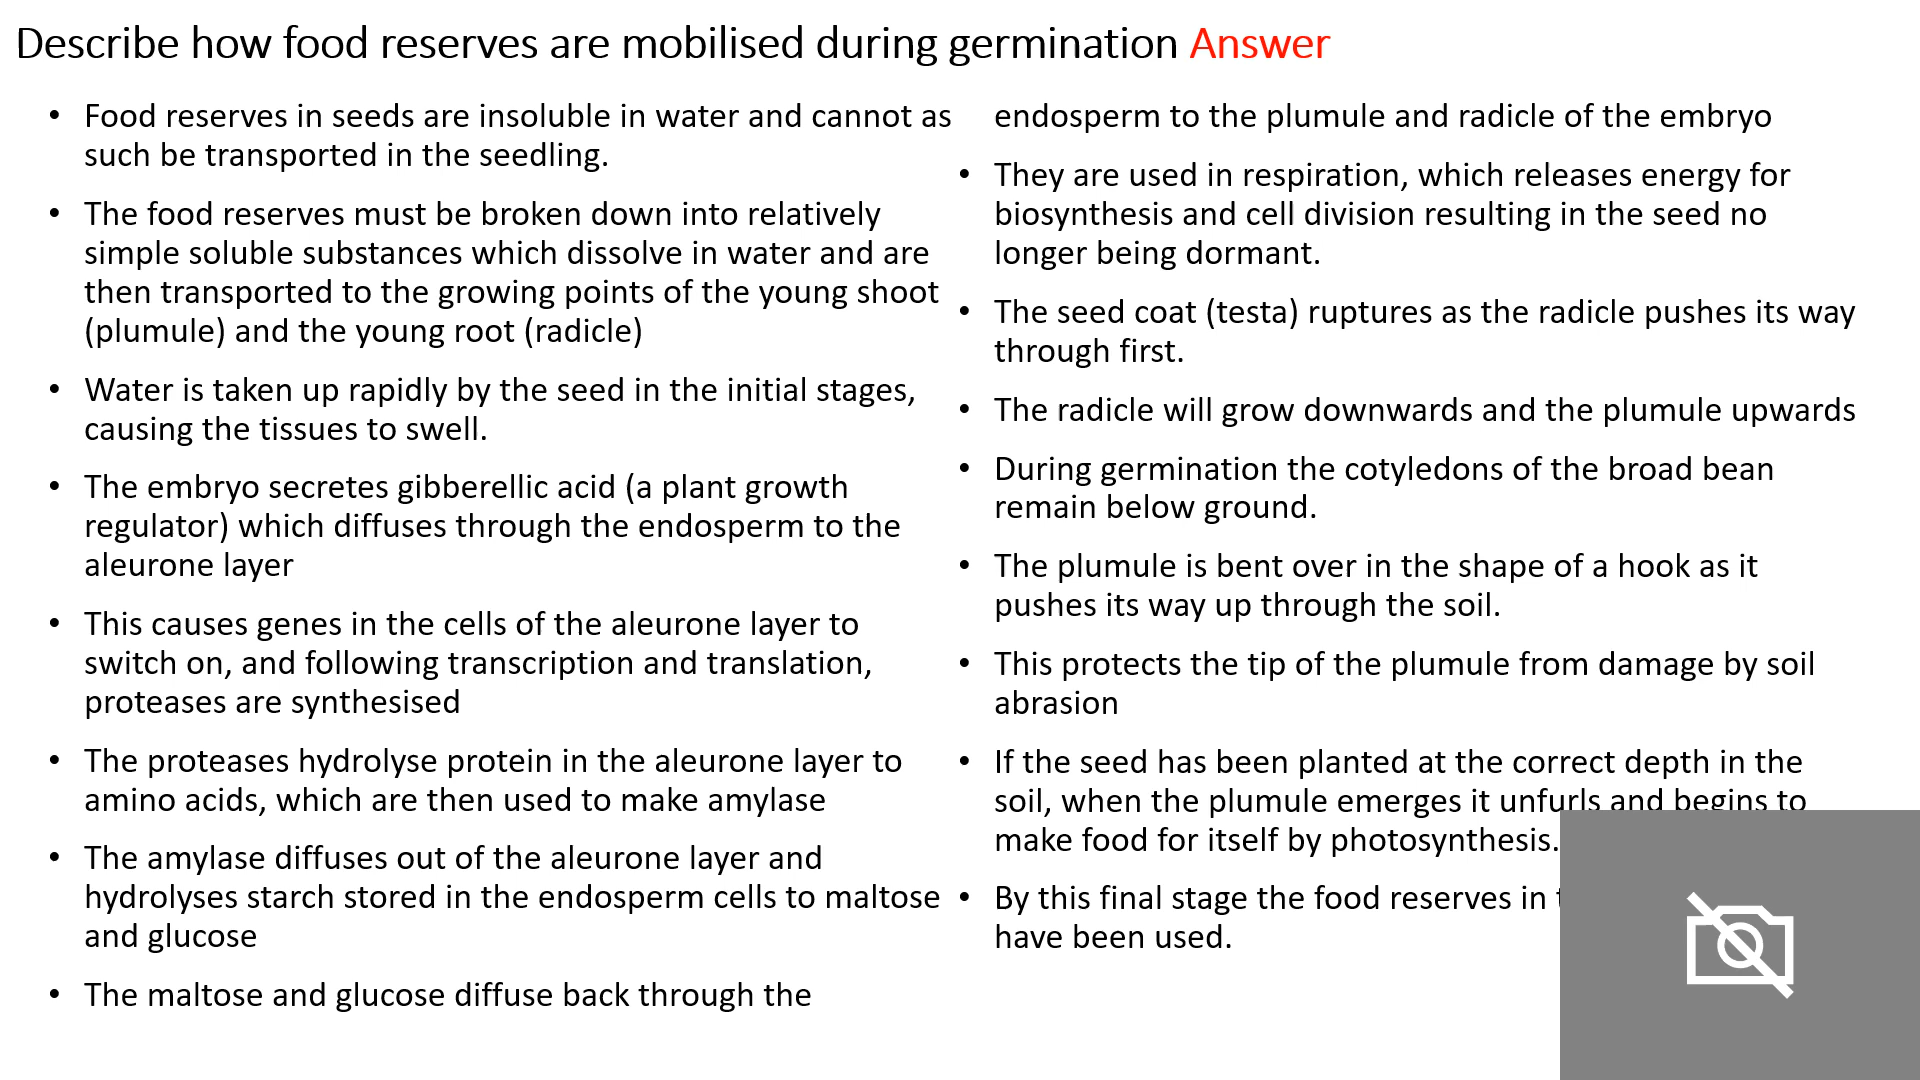 Describe how food reserves are mobilised during germination Answer
• Food reserves in seeds are insoluble in water and cannot as
such be transported in the seedling.
• The food reserves must be broken down into relatively
simple soluble substances which dissolve in water and are
then transported to the growing points of the young shoot
(plumule) and the young root (radicle)
• Water is taken up rapidly by the seed in the initial stages,
causing the tissues to swell.
• The embryo secretes gibberellic acid (a plant growth
regulator) which diffuses through the endosperm to the
aleurone layer
• This causes genes in the cells of the aleurone layer to
switch on, and following transcription and translation,
proteases are synthesised
• The proteases hydrolyse protein in the aleurone layer to
amino acids, which are then used to make amylase
• The amylase diffuses out of the aleurone layer and
hydrolyses starch stored in the endosperm cells to maltose
and glucose
• The maltose and glucose diffuse back through the
endosperm to the plumule and radicle of the embryo
• They are used in respiration, which releases energy for
biosynthesis and cell division resulting in the seed no
longer being dormant.
• The seed coat (testa) ruptures as the radicle pushes its way
through first.
• The radicle will grow downwards and the plumule upwards
• During germination the cotyledons of the broad bean
remain below ground.
• The plumule is bent over in the shape of a hook as it
pushes its way up through the soil.
• This protects the tip of the plumule from damage by soil
abrasion
• If the seed has been planted at the correct depth in the
soil, when the plumule emerges it unfurls and begins to
make food for itself by photosynthesis.
• By this final stage the food reserves in
have been used.